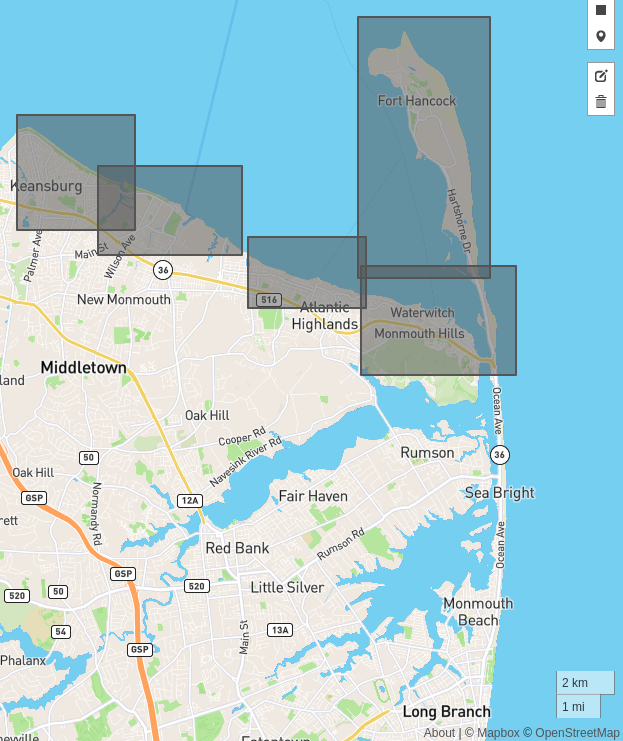 Fort Hancock
Keansburg
Hartshorne Dr
Palmer Ave
Main St
Wilson Ave
36
New Monmouth
516
Atlantic
Highlands
Waterwitch
Monmouth Hills
Middletown
land
Ocean Ave
Oak Hill
Cooper Rd
Navesink River Rd
50
Oak Hill
Rumson
36
GSP
Normandy Rd
12A
Fair Haven
Sea Bright
rett
Red Bank
Rumson Rd
Ocean Ave
GSP
520
50
520
Little Silver
54
13A
Main St
Monmouth
Beach
GSP
Phalanx
2 km
1 mi
Long Branch
About | © Mapbox © OpenStreetMap